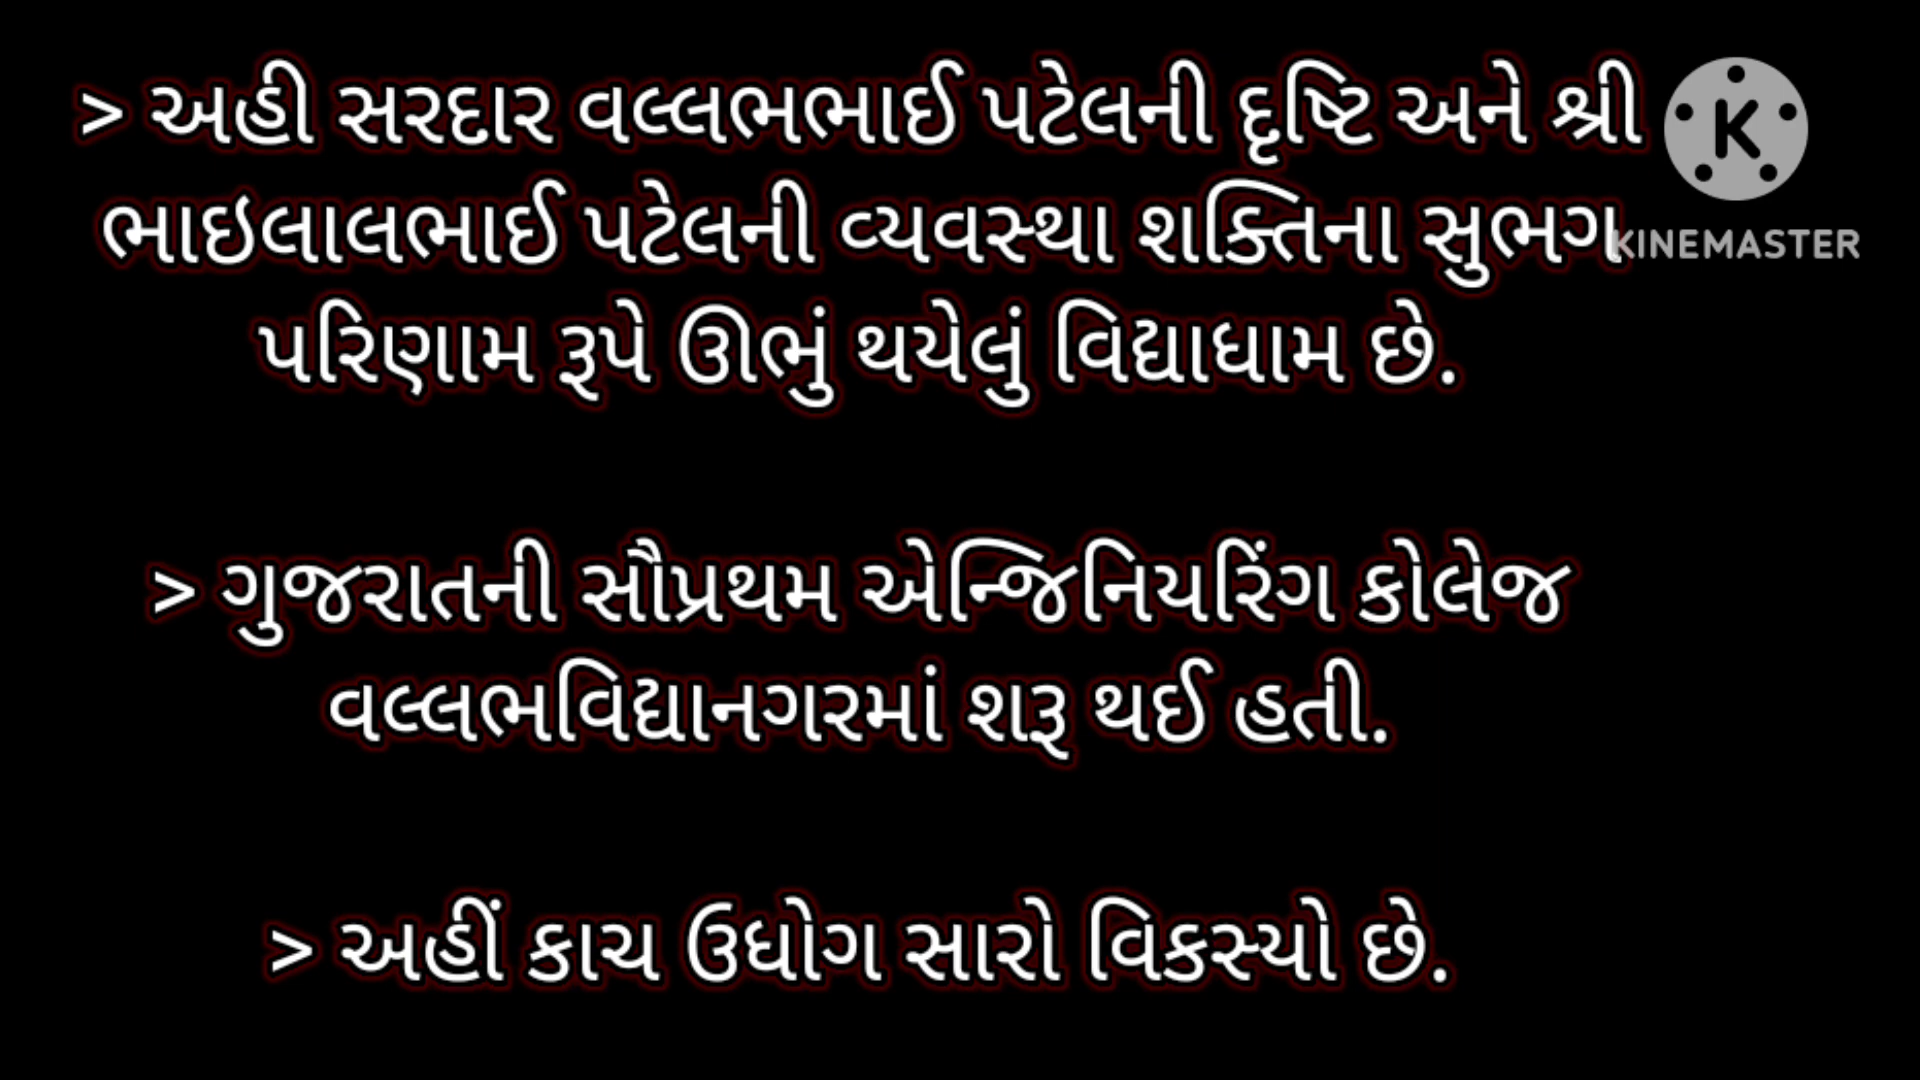 > અહી સરદાર વલ્લભભાઈ પટેલની દૃષ્ટિ અને શ્રી
ભાઇલાલભાઈ પટેલની વ્યવસ્થા શક્તિના સુભગ
પરિણામ રૂપે ઊભું થયેલું વિદ્યાધામ છે.
> ગુજરાતની સૌપ્રથમ એન્જિનિયરિંગ કોલેજ
વલ્લભવિદ્યાનગરમાં શરૂ થઈ હતી.
> અહીં કાચ ઉધોગ સારો વિકસ્યો છે.
K
KINEMASTER